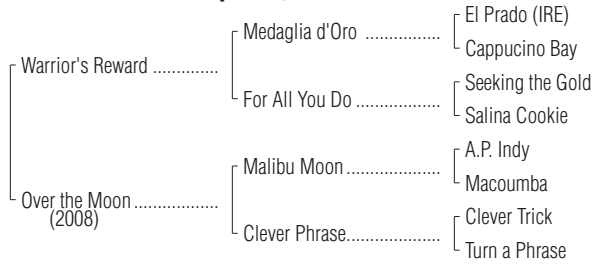 El Prado (IRE)
Medaglia d'Oro ................
Cappucino Bay
Warrior's Reward ..............
Seeking the Gold
For All You Do ..................
Salina Cookie
A.P. Indy
Malibu Moon ....................
Macoumba
Over the Moon ..................
(2008)
Clever Trick
Clever Phrase....................
Turn a Phrase